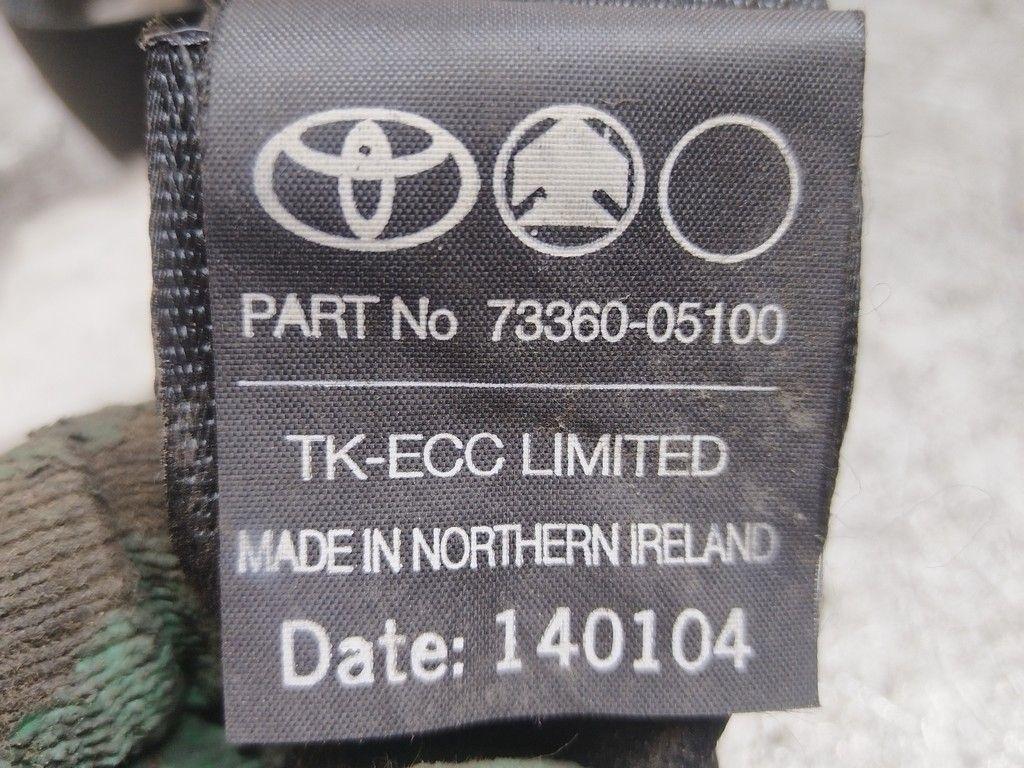 PART No 73360-05100
TK-ECC LIMITED
MADE IN NORTHERN IRELAND
Date: 140104